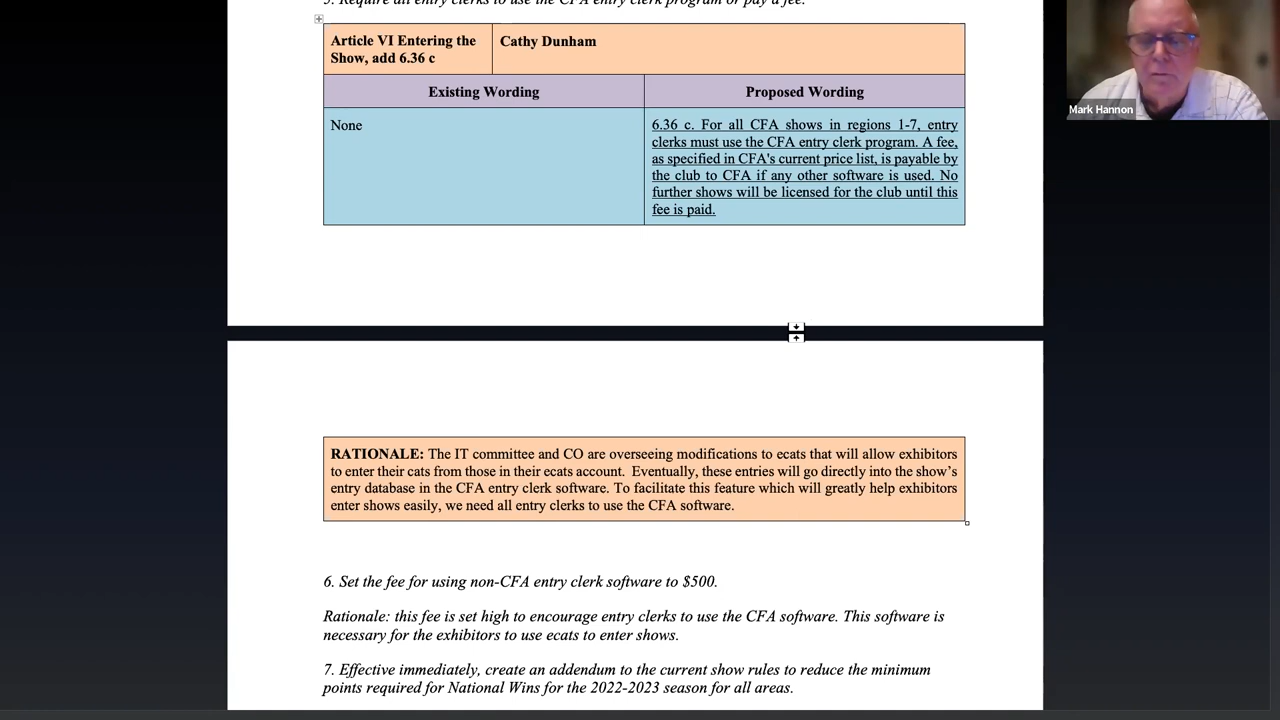 5. Require all entry clerks to use the CFA entry clerk program or pay a fee.
Article VI Entering the
Show, add 6.36 c
Cathy Dunham
Existing Wording
Proposed Wording
None
6.36 c. For all CFA shows in regions 1-7, entry
clerks must use the CFA entry clerk program. A fee,
as specified in CFA's current price list, is payable by
the club to CFA if any other software is used. No
further shows will be licensed for the club until this
fee is paid.
Mark Hannon
RATIONALE: The IT committee and CO are overseeing modifications to ecats that will allow exhibitors
to enter their cats from those in their ecats account. Eventually, these entries will go directly into the show’s
entry database in the CFA entry clerk software. To facilitate this feature which will greatly help exhibitors
enter shows easily, we need all entry clerks to use the CFA software.
6. Set the fee for using non-CFA entry clerk software to $500.
Rationale: this fee is set high to encourage entry clerks to use the CFA software. This software is
necessary for the exhibitors to use ecats to enter shows.
7. Effective immediately, create an addendum to the current show rules to reduce the minimum
points required for National Wins for the 2022-2023 season for all areas.